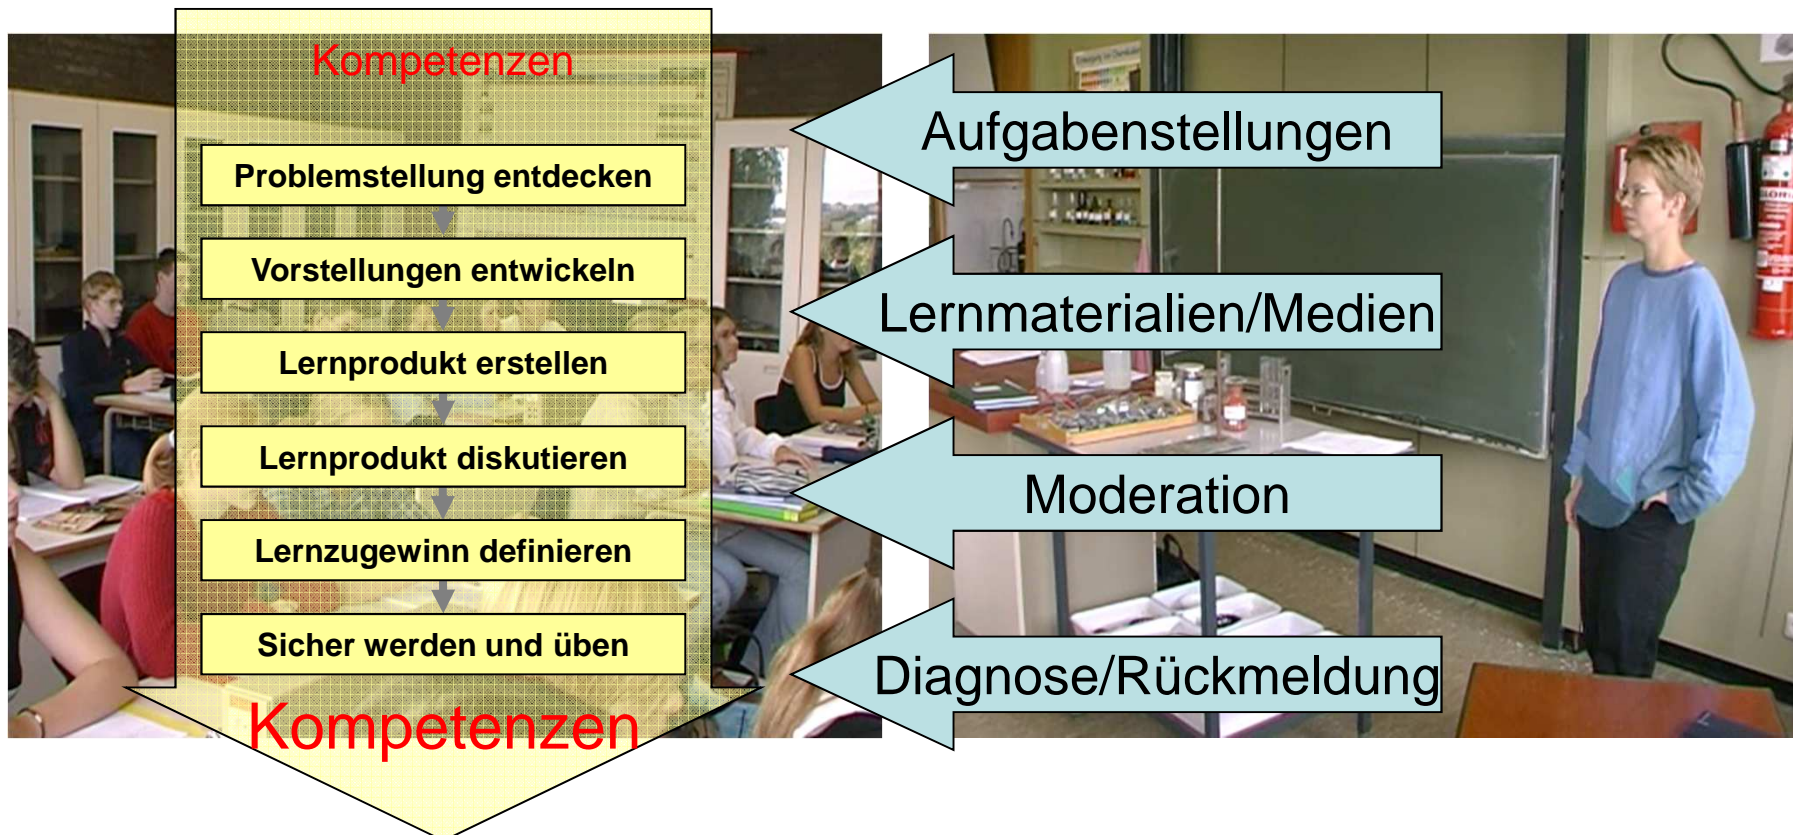 Kompetenzen
Problemstellung entdecken
Vorstellungen entwickeln
Lernprodukt erstellen
Lernprodukt diskutieren
Lernzugewinn definieren
Sicher werden und üben
Kompetenzen
Aufgabenstellungen
Lernmaterialien/Medien
Moderation
Diagnose/Rückmeldung